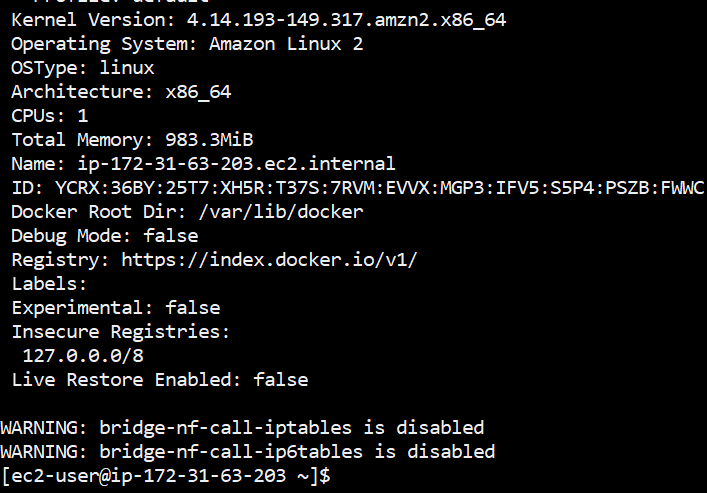 Profile: default
Kernel Version: 4.14.193-149.317.amzn2.x86_64
Operating System: Amazon Linux 2
OSType: linux
Architecture: x86_64
CPUs: 1
Total Memory: 983.3MiB
Name: ip-172-31-63-203.ec2.internal
ID: YCRX:36BY:25T7:XH5R:T37S:7RVM:EVVX:MGP3:IFV5:S5P4:PSZB:FWWC
Docker Root Dir: /var/lib/docker
Debug Mode: false
Registry: https://index.docker.io/v1/
Labels:
Experimental: false
Insecure Registries:
127.0.0.0/8
Live Restore Enabled: false
WARNING: bridge-nf-call-iptables is disabled
WARNING: bridge-nf-call-ip6tables is disabled
[ec2-user@ip-172-31-63-203 ~]$